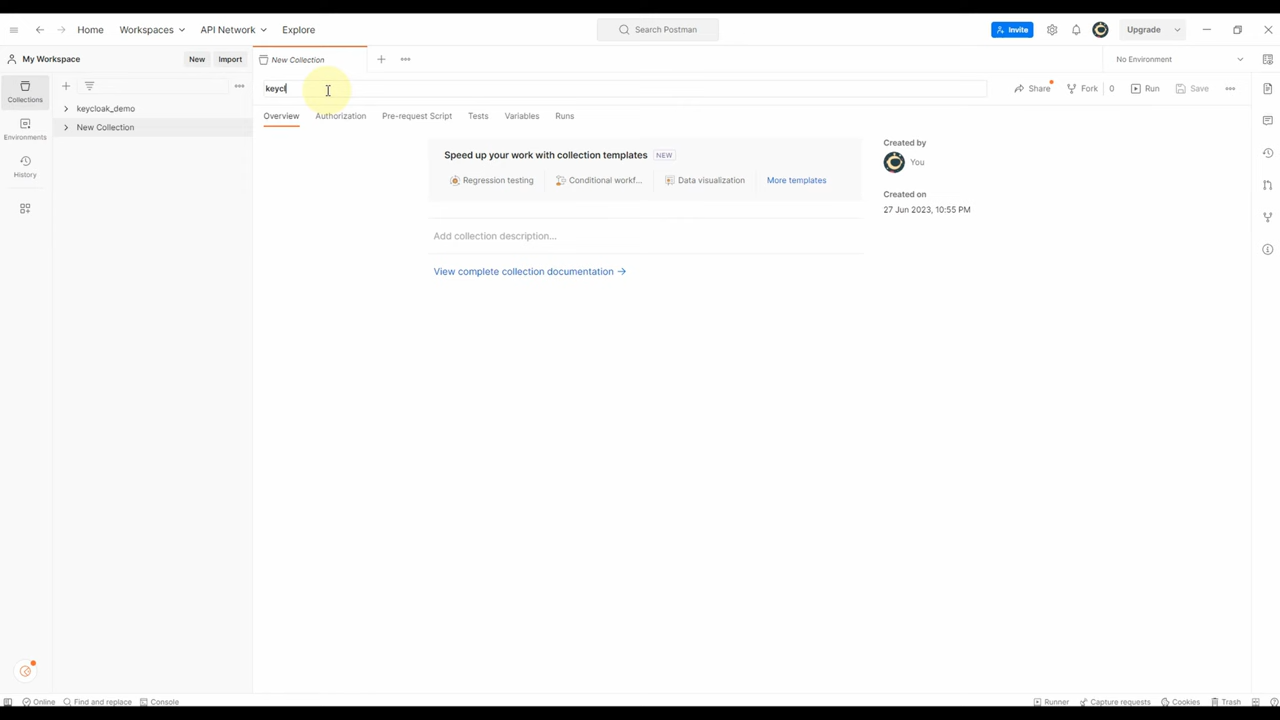 Home Workspaces API Network Explore Search Postman Invite Upgrade
My Workspace New Import New Collection No Environment
Collections
keycloak_demo
New Collection
Environments
History
keycl
Share Fork 0 Run Save
Overview Authorization Pre-request Script Tests Variables Runs
Speed up your work with collection templates NEW
Regression testing Conditional workf... Data visualization More templates
Add collection description...
View complete collection documentation →
Created by
You
Created on
27 Jun 2023, 10:55 PM
Online Find and replace Console Runner Capture requests Cookies Trash